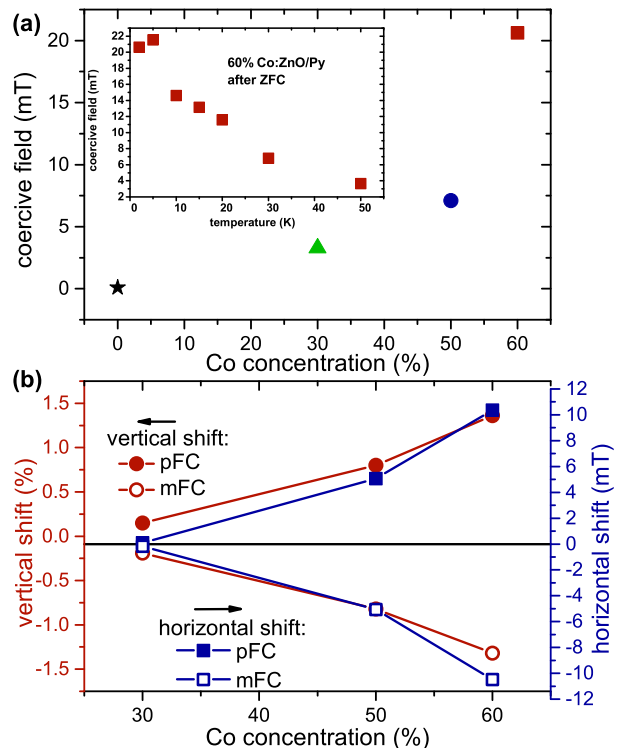 (a)
coercive field (mT)
20
15
10
5
0
22
20
18
16
14
12
10
8
6
4
2
coercive field (mT)
60% Co:ZnO/Py
after ZFC
0 10 20 30 40 50
temperature (K)
0 10 20 30 40 50 60
Co concentration (%)
(b)
vertical shift (%)
1.5
1.0
0.5
0.0
-0.5
-1.0
-1.5
vertical shift:
pFC
mFC
horizontal shift:
pFC
mFC
12
10
8
6
4
2
0
-2
-4
-6
-8
-10
-12
horizontal shift (mT)
30 40 50 60
Co concentration (%)